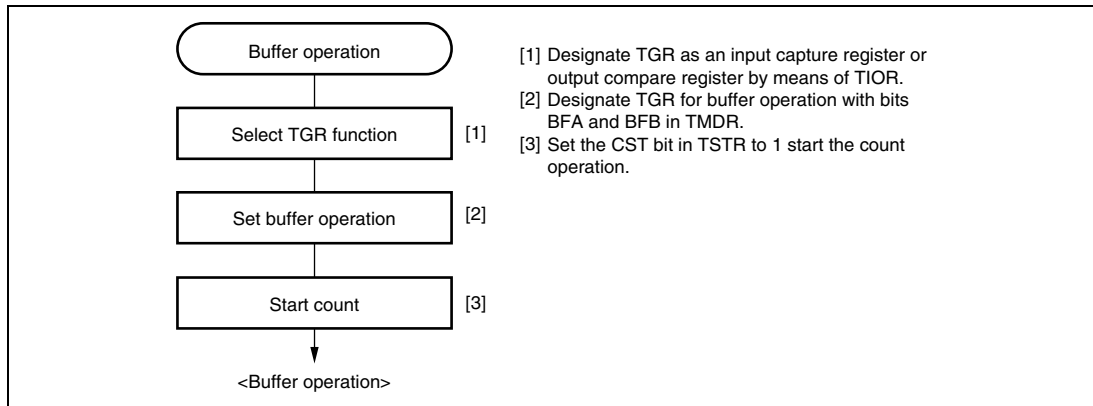 Buffer operation
Select TGR function
[1]
Set buffer operation
[2]
Start count
[3]
<Buffer operation>
[1] Designate TGR as an input capture register or
output compare register by means of TIOR.
[2] Designate TGR for buffer operation with bits
BFA and BFB in TMDR.
[3] Set the CST bit in TSTR to 1 start the count
operation.